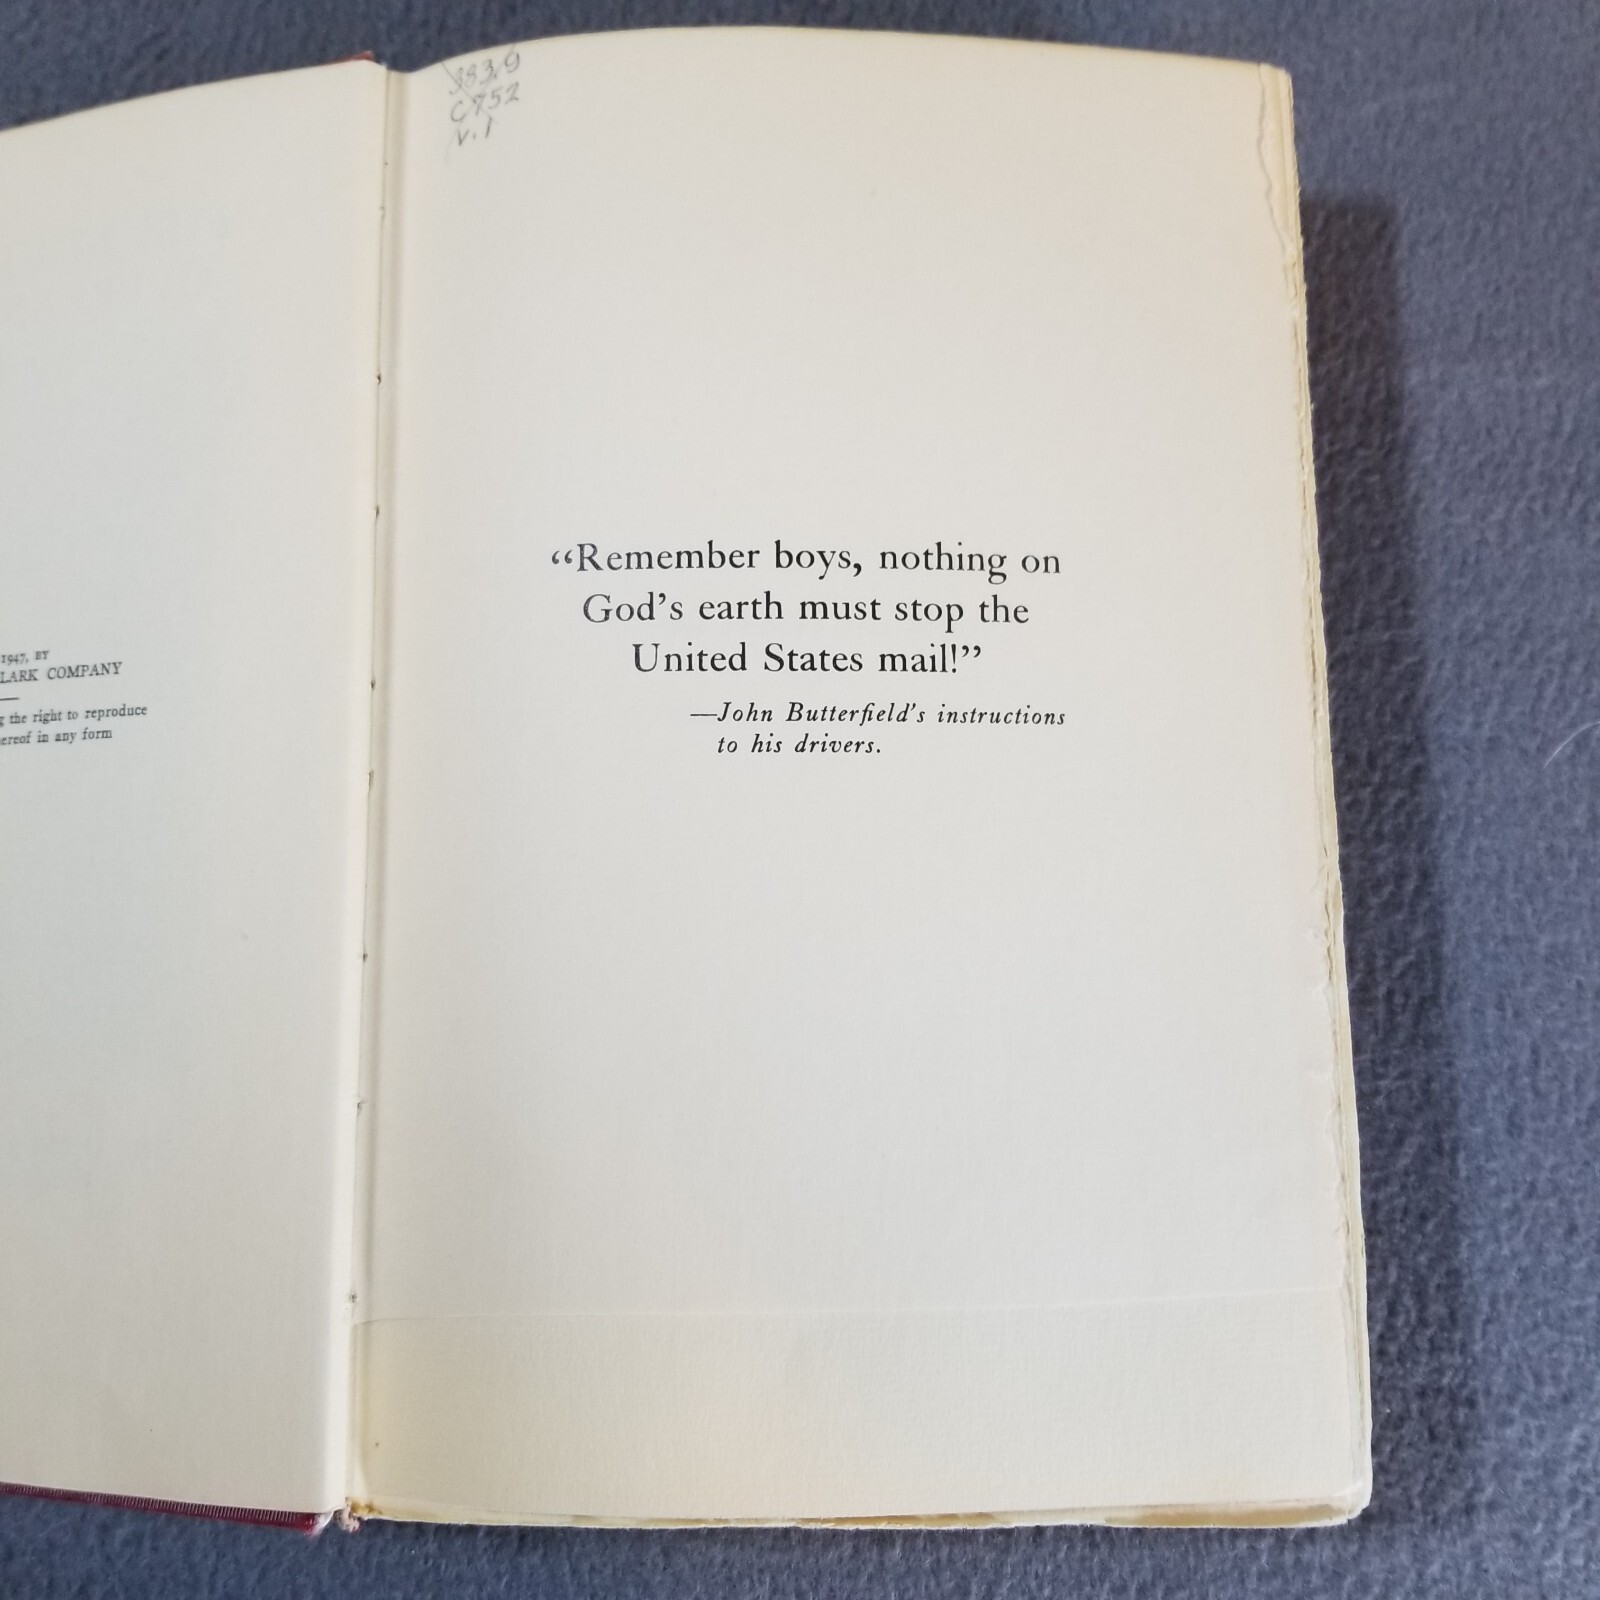 1947, BY
LARK COMPANY
g the right to reproduce
ereof in any form
383.9
C752
v.1
“Remember boys, nothing on
God’s earth must stop the
United States mail!”
—John Butterfield’s instructions
to his drivers.